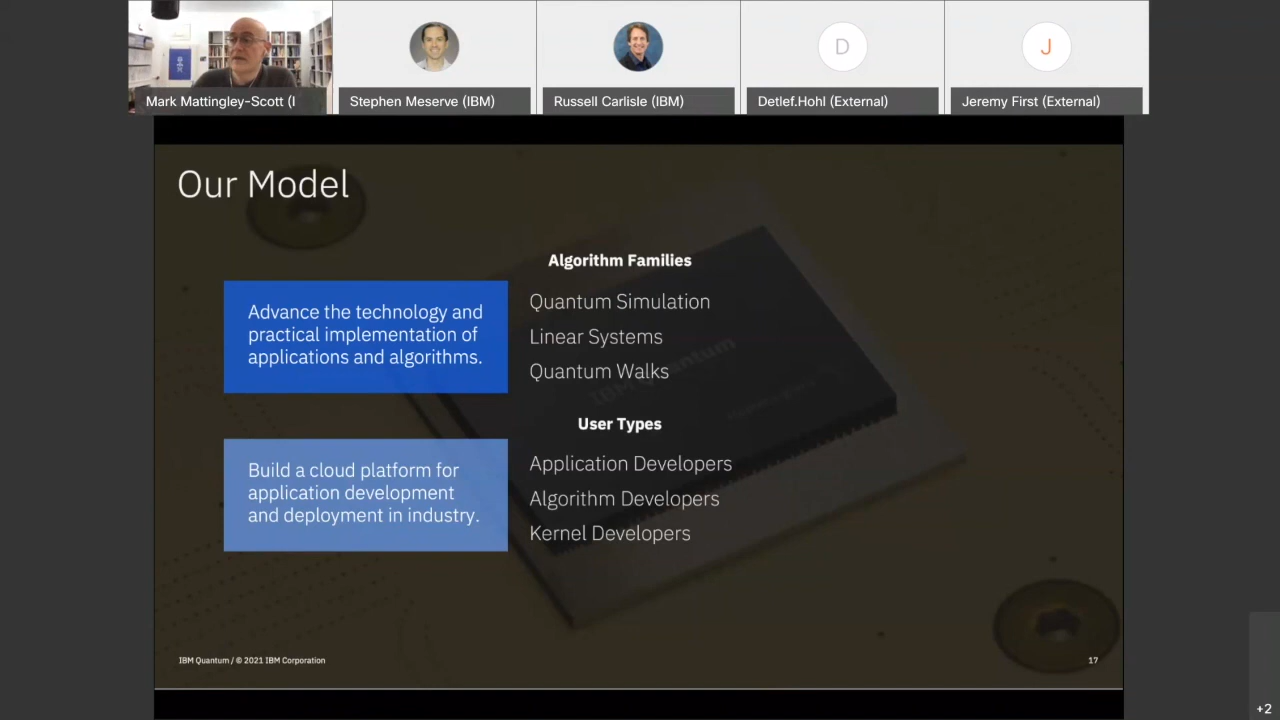 Mark Mattingley-Scott (I
Stephen Meserve (IBM)
Russell Carlisle (IBM)
D
Detlef.Hohl (External)
J
Jeremy First (External)
Our Model
Algorithm Families
Advance the technology and
practical implementation of
applications and algorithms.
Quantum Simulation
Linear Systems
Quantum Walks
User Types
Build a cloud platform for
application development
and deployment in industry.
Application Developers
Algorithm Developers
Kernel Developers
IBM Quantum
IBM Quantum / © 2021 IBM Corporation
17
+2